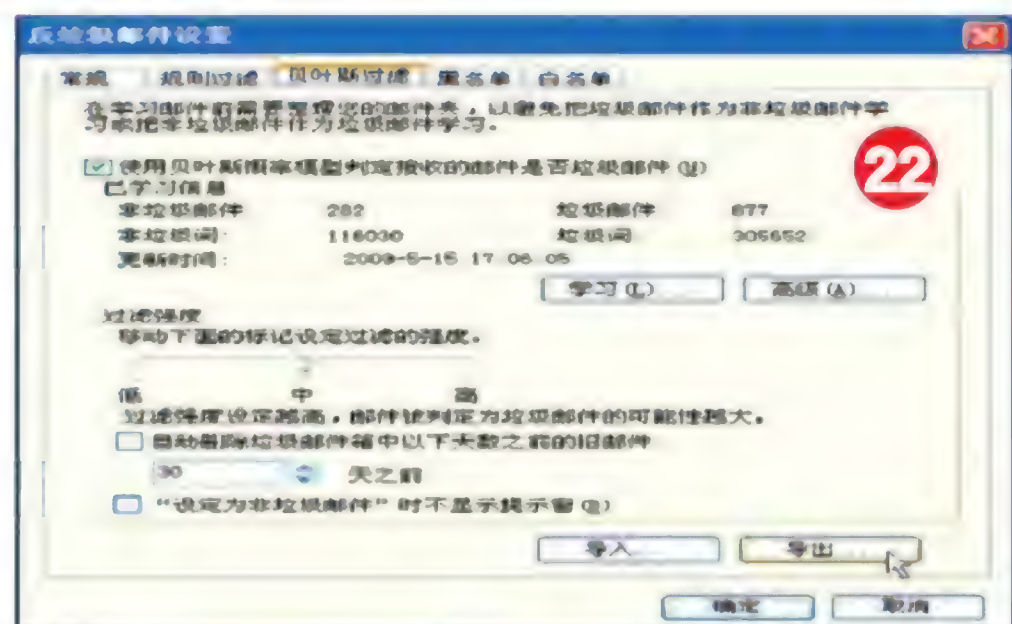 反垃圾邮件设置
常规 规则过滤 贝叶斯过滤 黑名单 白名单
在学习邮件前需要整理您的邮件夹，以避免把垃圾邮件作为非垃圾邮件学
习或把非垃圾邮件作为垃圾邮件学习。
22
使用贝叶斯概率模型判定接收的邮件是否垃圾邮件(U)
已学习信息
非垃圾邮件 282 垃圾邮件 677
非垃圾词: 116030 垃圾词 305652
更新时间: 2009-5-15 17 06 05
学习(L) 高级(A)
过滤强度
移动下面的标记设定过滤的强度。
低 中 高
过滤强度设定越高，邮件被判定为垃圾邮件的可能性越大。
自动删除垃圾邮件箱中以下天数之前的旧邮件
30 天之前
“设定为非垃圾邮件”时不显示提示窗
导入 导出
确定 取消